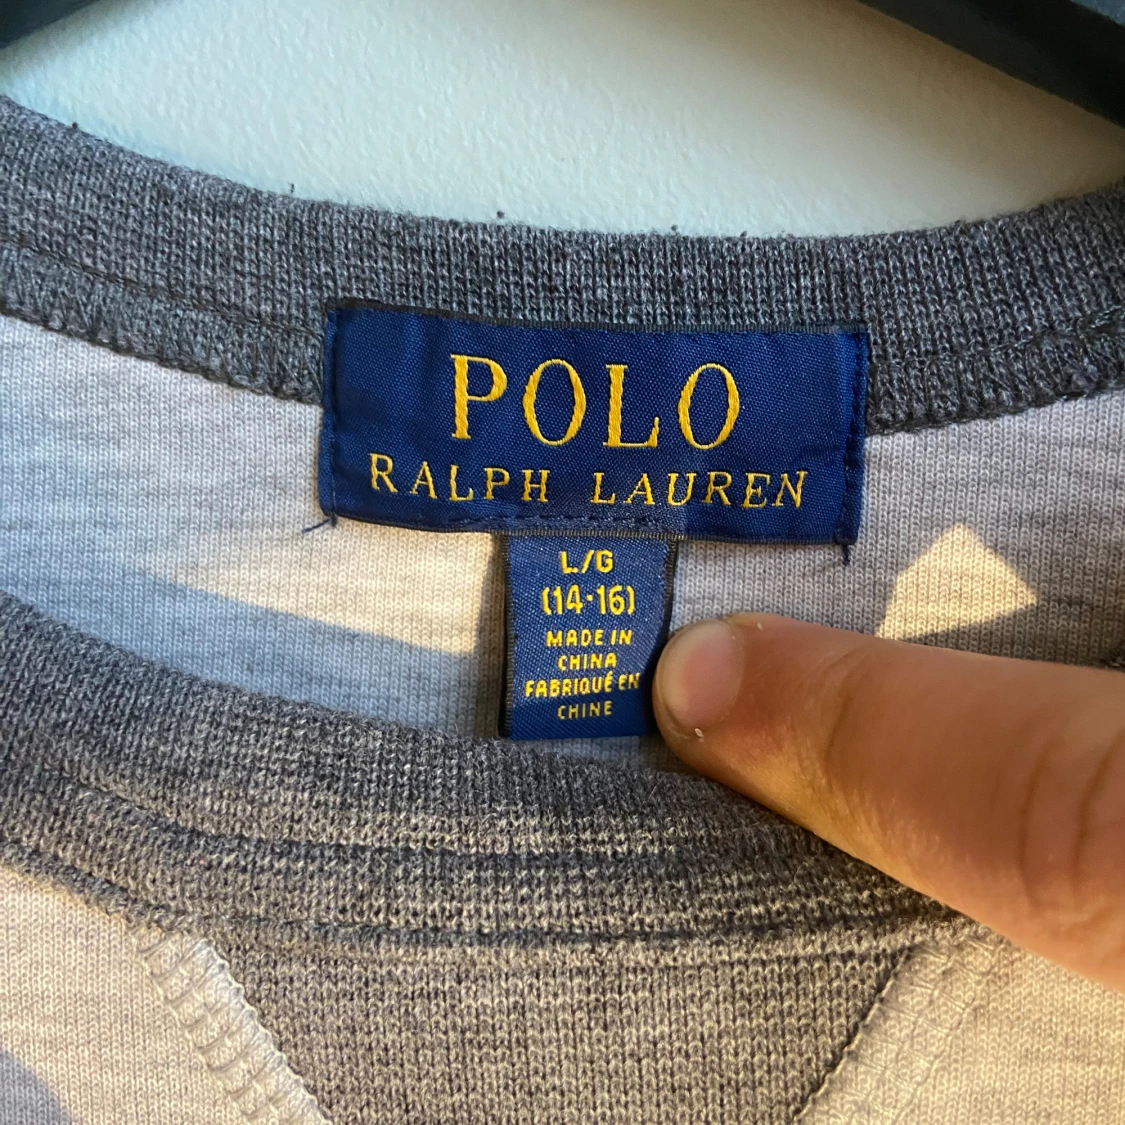 POLO
RALPH LAUREN
L/G
(14-16)
MADE IN
CHINA
FABRIQUÉ EN
CHINE